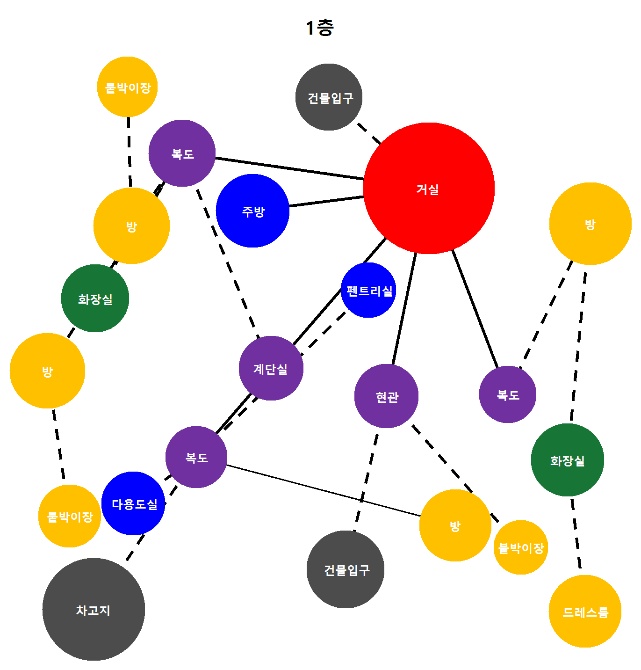 1층
붙박이장
건물입구
복도
거실
주방
방
방
화장실
펜트리실
방
계단실
현관
복도
복도
화장실
다용도실
붙박이장
방
붙박이장
건물입구
차고지
드레스룸